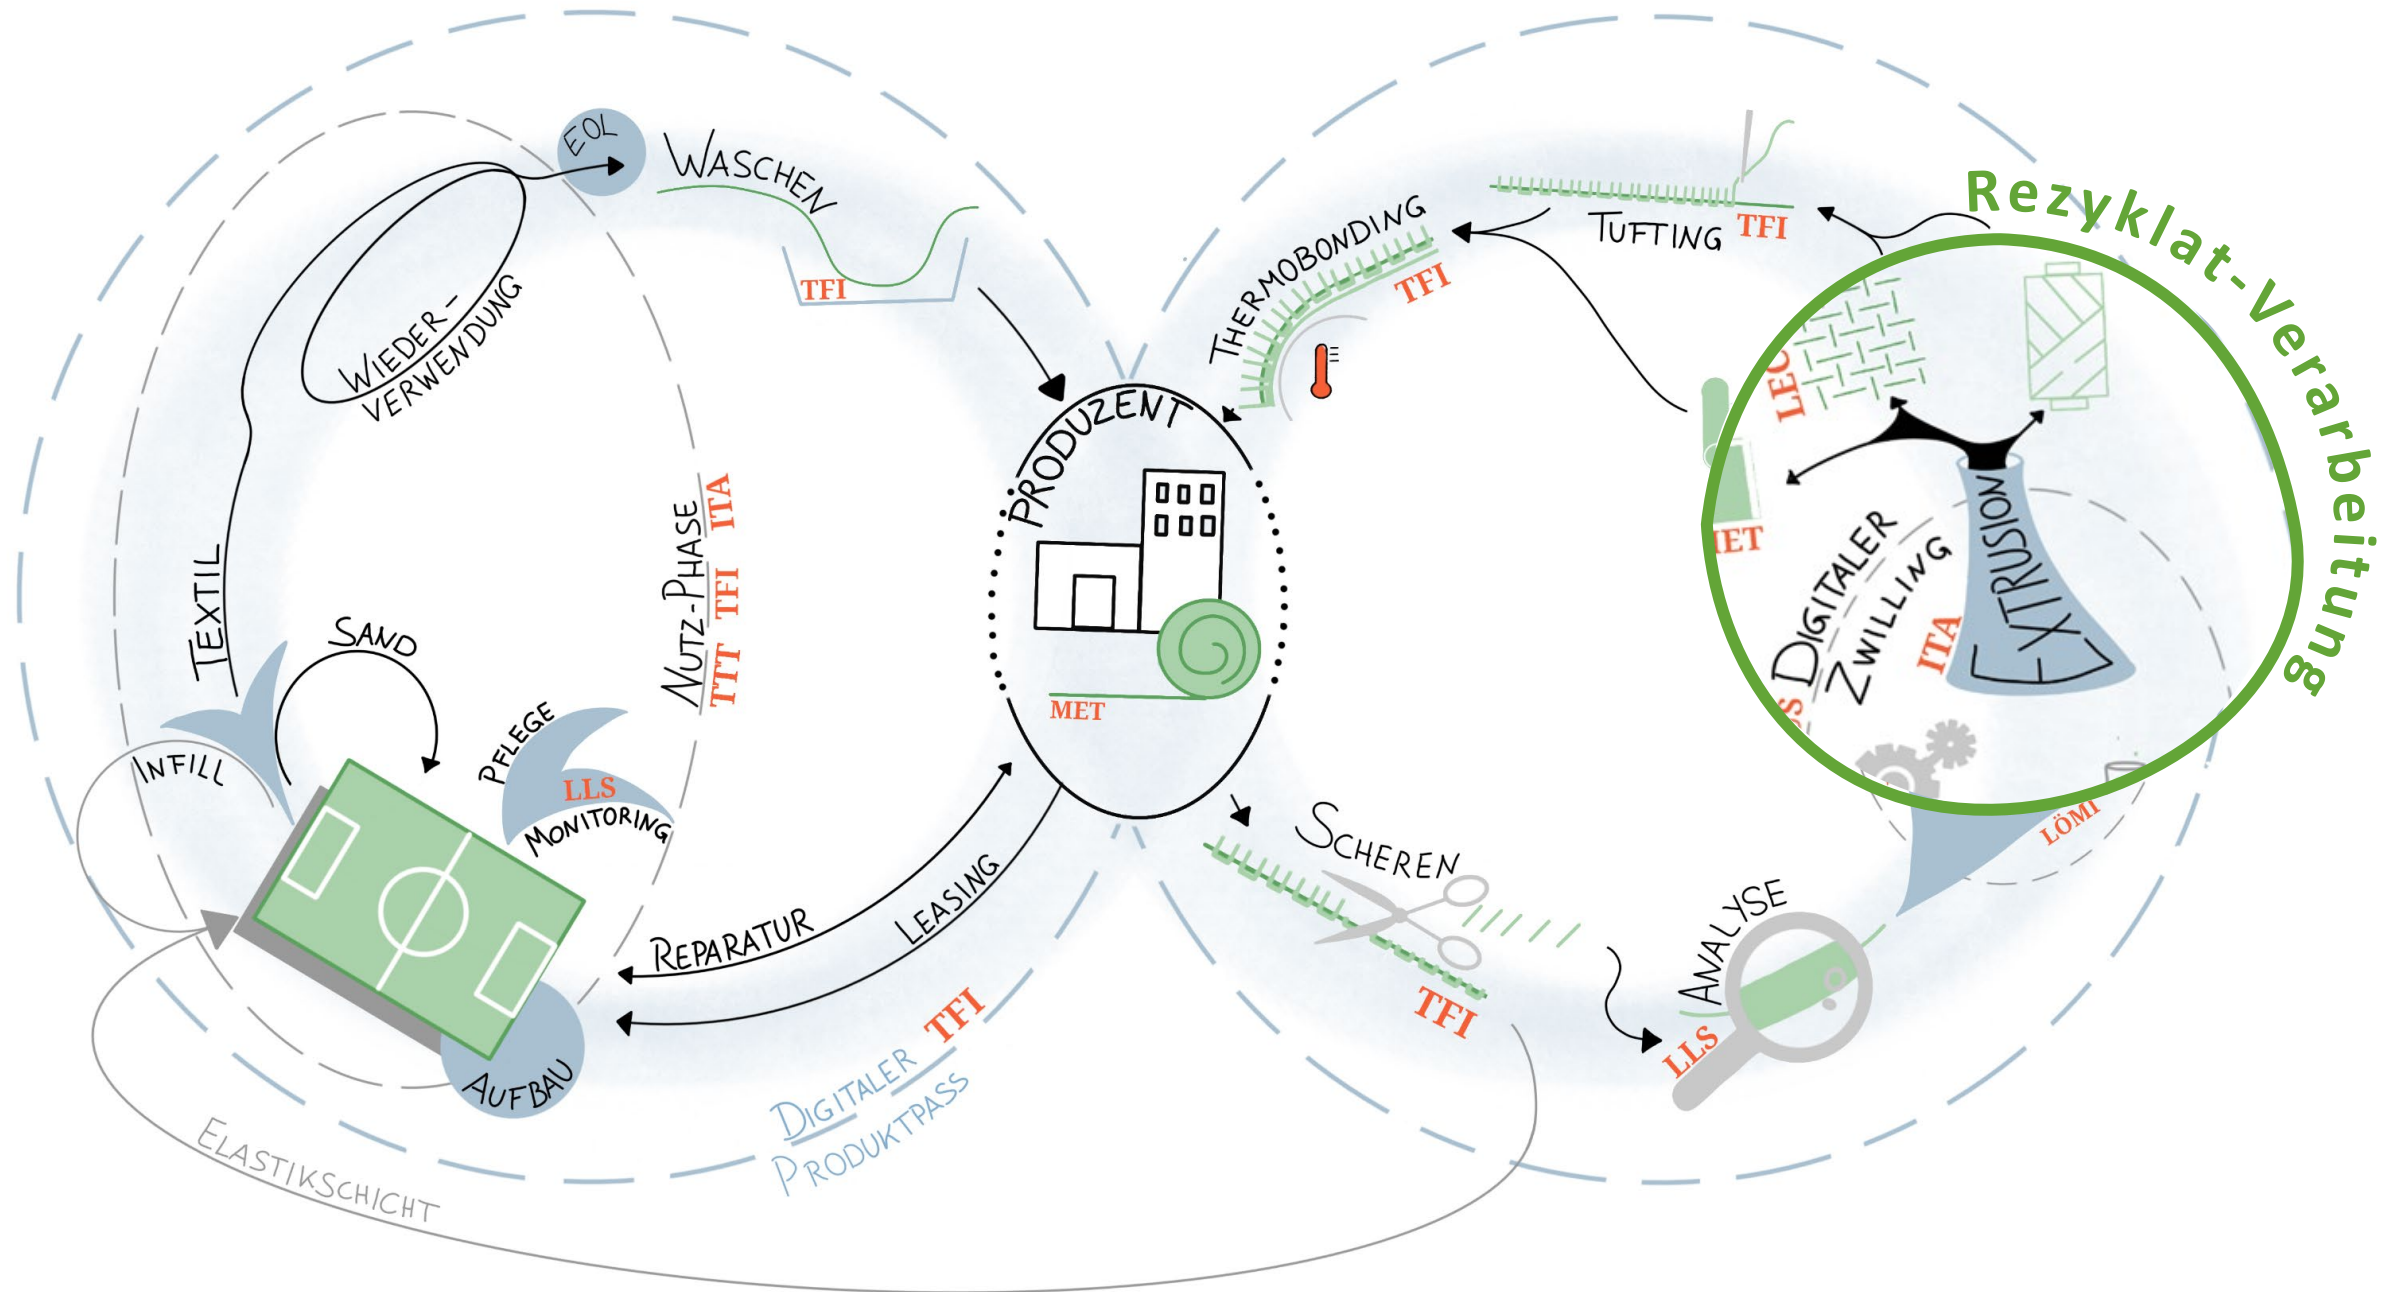 EOL
WASCHEN
TFI
WIEDER-
VERWENDUNG
TEXTIL
SAND
INFILL
PFLEGE
LLS
MONITORING
NUTZ-PHASE
TTT TFI ITA
AUFBAU
REPARATUR
LEASING
DIGITALER
PRODUKTPASS
TFI
ELASTIKSCHICHT
PRODUZENT
MET
THERMOBONDING
TFI
TUFTING
TFI
Rezyklat-Verarbeitung
LEC
EXTRUSION
DIGITALER
ZWILLING
ITA
LÖMI
SCHEREN
TFI
ANALYSE
LLS